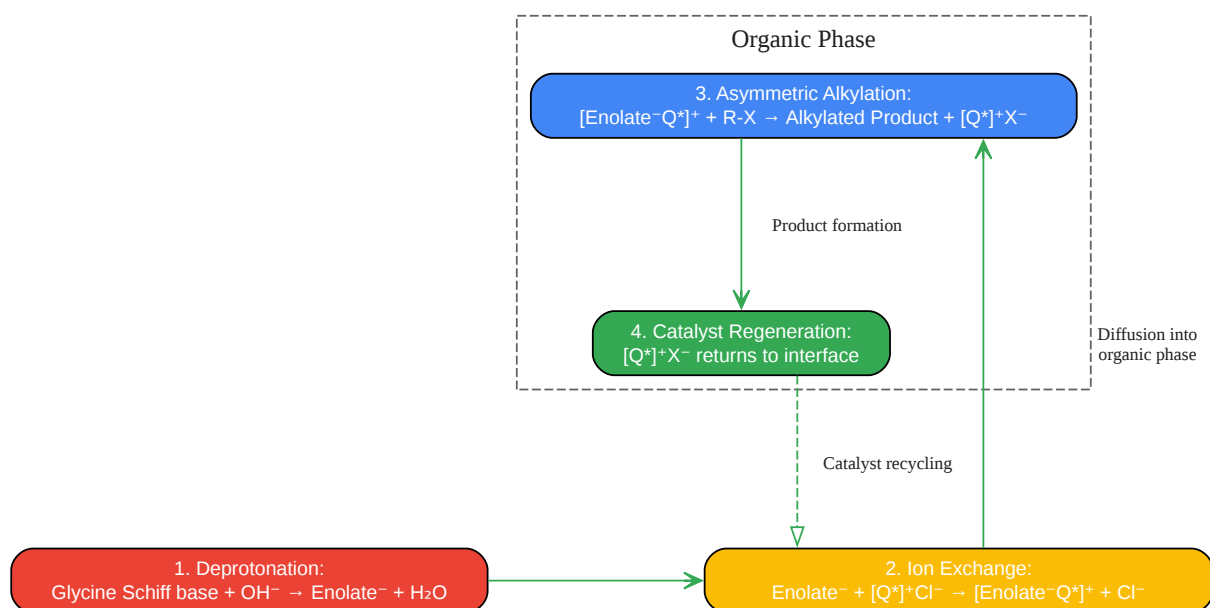 Organic Phase
3. Asymmetric Alkylation:
[Enolate⁻Q*]⁺ + R-X → Alkylated Product + [Q*]⁺X⁻
Product formation
4. Catalyst Regeneration:
[Q*]⁺X⁻ returns to interface
Diffusion into
organic phase
Catalyst recycling
1. Deprotonation:
Glycine Schiff base + OH⁻ → Enolate⁻ + H₂O
2. Ion Exchange:
Enolate⁻ + [Q*]⁺Cl⁻ → [Enolate⁻Q*]⁺ + Cl⁻